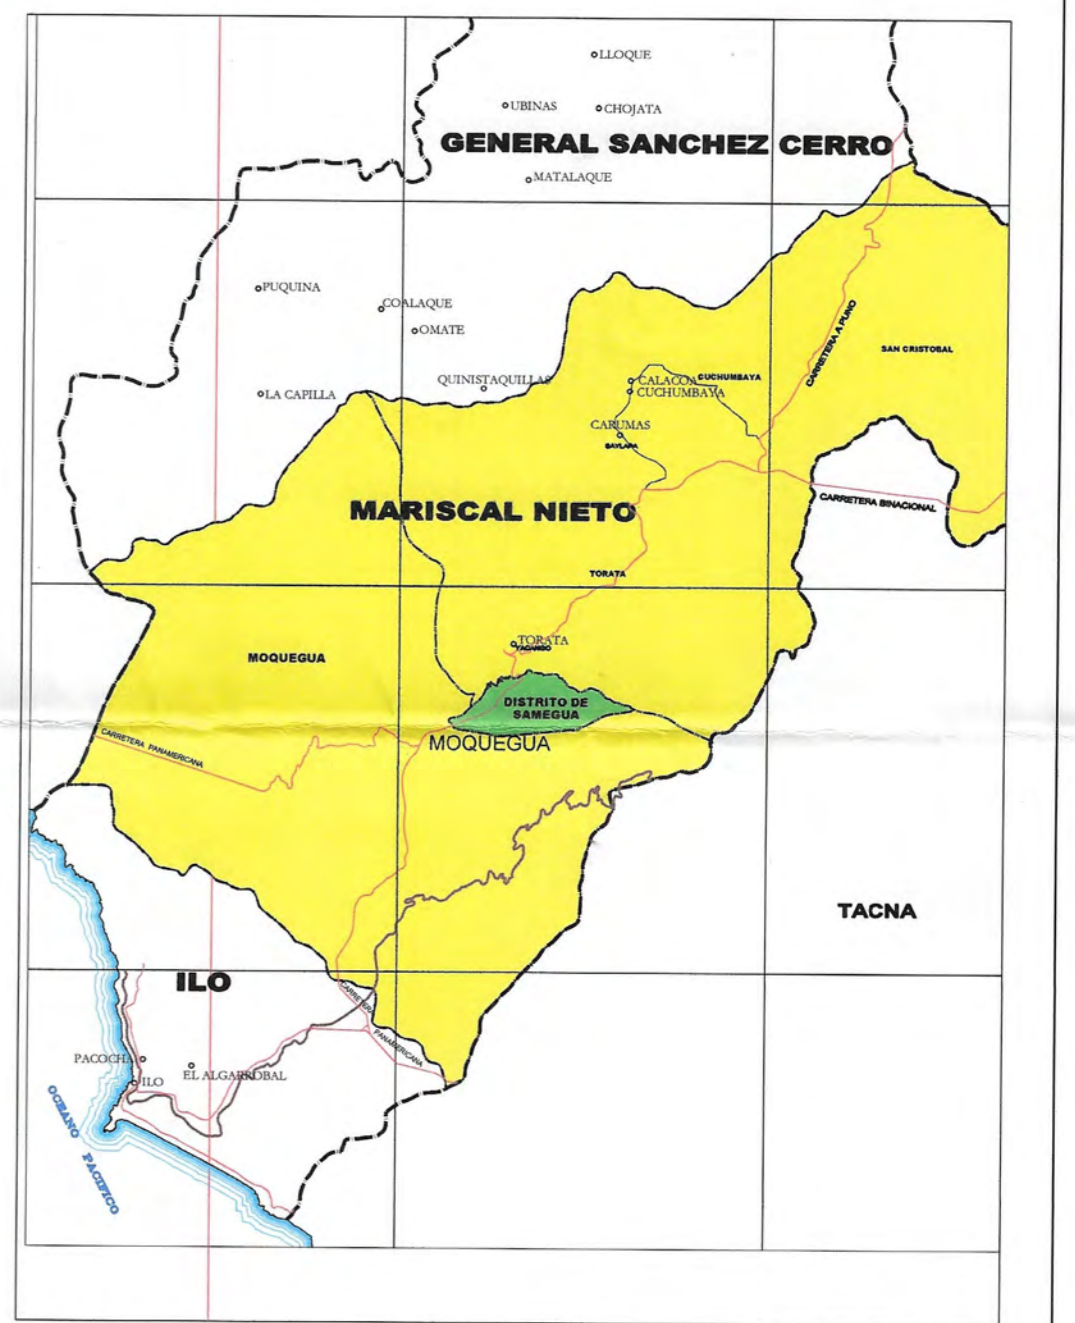 LLOQUE
UBINAS
CHOJATA
GENERAL SANCHEZ CERRO
MATALAQUE
PUQUINA
COALAQUE
OMATE
CARRETERA A PUNO
SAN CRISTOBAL
QUINISTAQUILLAS
CALACOA
CUCHUMBAYA
CUCHUMBAYA
LA CAPILLA
CARUMAS
MARISCAL NIETO
CARRETERA BINACIONAL
TORATA
TORATA
YACANGO
MOQUEGUA
DISTRITO DE
SAMEGUA
MOQUEGUA
CARRETERA PANAMERICANA
TACNA
ILO
CARRETERA
PANAMERICANA
PACOCHA
EL ALGARROBAL
ILO
OCEANO PACIFICO